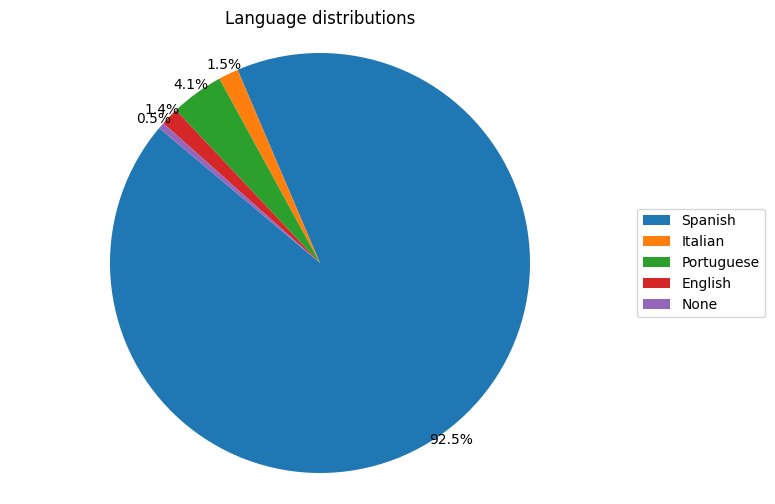 Language distributions
1.5%
4.1%
1.4%
0.5%
92.5%
Spanish
Italian
Portuguese
English
None